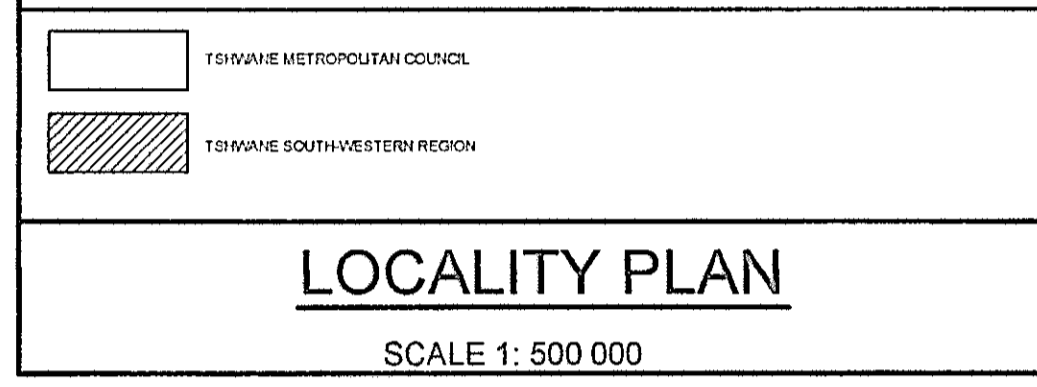 TSHWANE METROPOLITAN COUNCIL
TSHWANE SOUTH-WESTERN REGION
LOCALITY PLAN
SCALE 1: 500 000